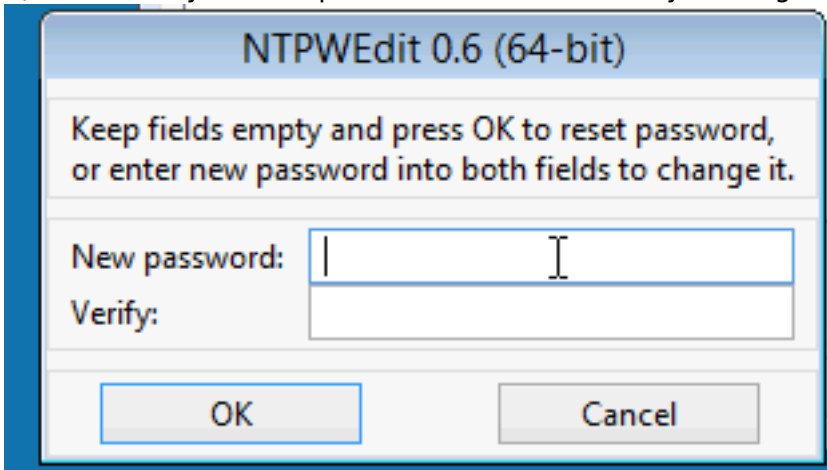 NTPWEdit 0.6 (64-bit)
Keep fields empty and press OK to reset password,
or enter new password into both fields to change it.
New password:
Verify:
OK Cancel